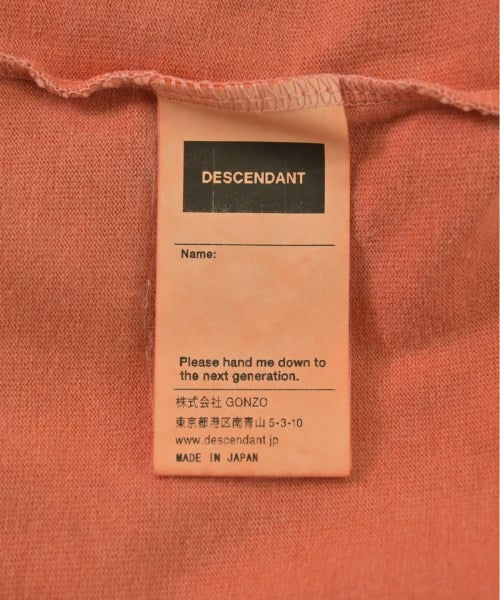 DESCENDANT
Name:
Please hand me down to
the next generation.
株式会社 GONZO
東京都港区南青山 5-3-10
www.descendant.jp
MADE IN JAPAN